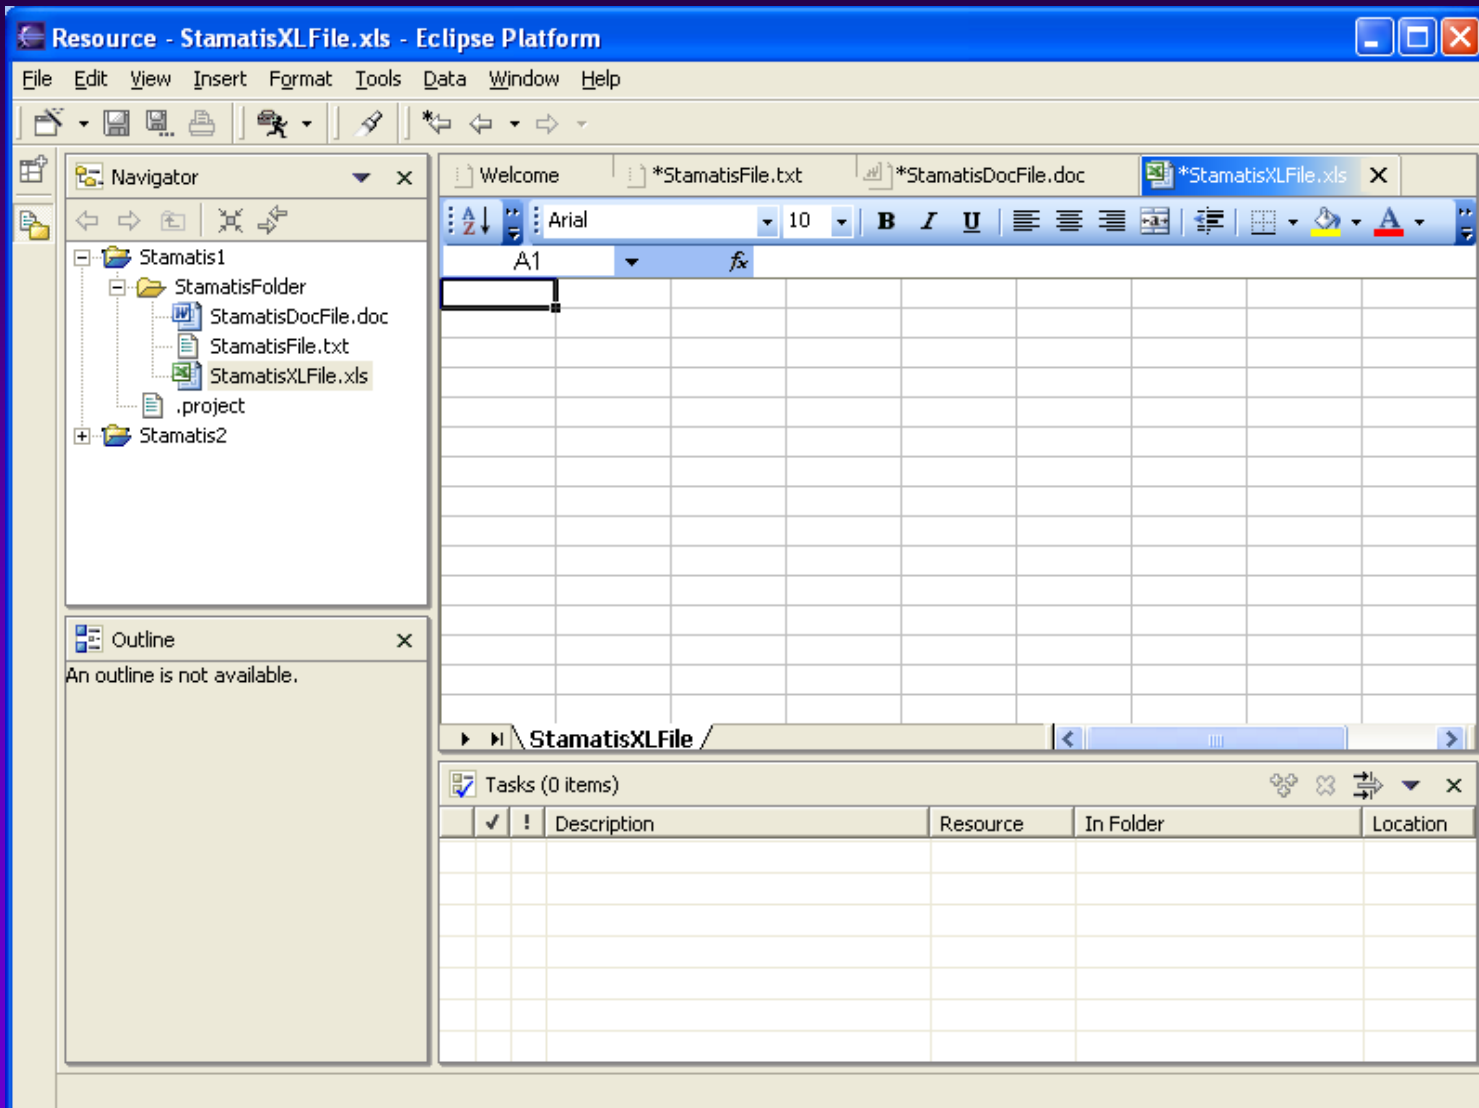 Resource - StamatisXLFile.xls - Eclipse Platform
File Edit View Insert Format Tools Data Window Help
Navigator
Welcome *StamatisFile.txt *StamatisDocFile.doc *StamatisXLFile.xls
Arial 10 B I U A
A1 fx
Stamatis1
StamatisFolder
StamatisDocFile.doc
StamatisFile.txt
StamatisXLFile.xls
.project
Stamatis2
Outline
An outline is not available.
StamatisXLFile
Tasks (0 items)
! Description Resource In Folder Location